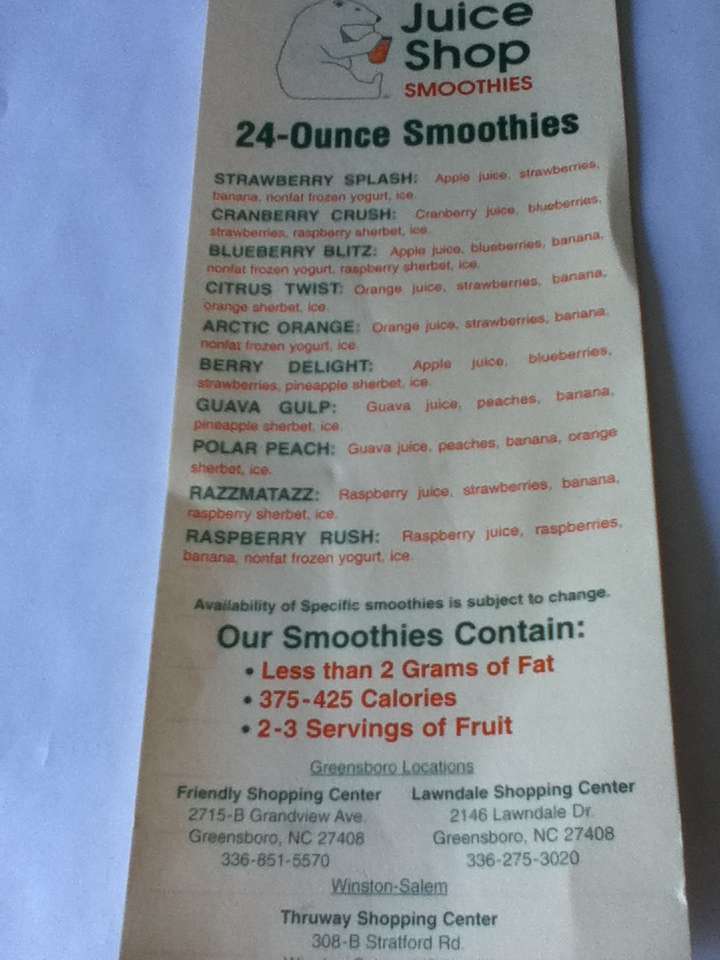 Juice
Shop
SMOOTHIES
24-Ounce Smoothies
STRAWBERRY SPLASH: Apple juice, strawberries,
banana, nonfat frozen yogurt, ice.
CRANBERRY CRUSH: Cranberry juice, blueberries,
strawberries, raspberry sherbet, ice.
BLUEBERRY BLITZ: Apple juice, blueberries, banana,
nonfat frozen yogurt, raspberry sherbet, ice.
CITRUS TWIST: Orange juice, strawberries, banana,
orange sherbet, ice.
ARCTIC ORANGE: Orange juice, strawberries, banana,
nonfat frozen yogurt, ice.
BERRY DELIGHT: Apple juice, blueberries,
strawberries, pineapple sherbet, ice.
GUAVA GULP: Guava juice, peaches, banana,
pineapple sherbet, ice.
POLAR PEACH: Guava juice, peaches, banana, orange
sherbet, ice.
RAZZMATAZZ: Raspberry juice, strawberries, banana,
raspberry sherbet, ice.
RASPBERRY RUSH: Raspberry juice, raspberries,
banana, nonfat frozen yogurt, ice.
Availability of Specific smoothies is subject to change.
Our Smoothies Contain:
• Less than 2 Grams of Fat
• 375-425 Calories
• 2-3 Servings of Fruit
Greensboro Locations
Friendly Shopping Center
2715-B Grandview Ave.
Greensboro, NC 27408
336-851-5570
Lawndale Shopping Center
2146 Lawndale Dr.
Greensboro, NC 27408
336-275-3020
Winston-Salem
Thruway Shopping Center
308-B Stratford Rd.